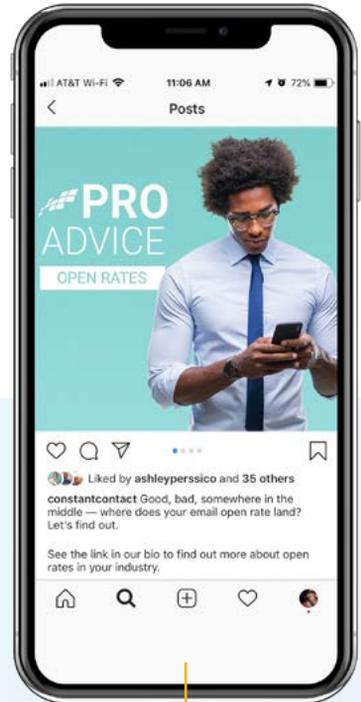 AT&T Wi-Fi 11:06 AM 72%
Posts
PRO
ADVICE
OPEN RATES
Liked by ashleyperssico and 35 others
constantcontact Good, bad, somewhere in the
middle — where does your email open rate land?
Let's find out.
See the link in our bio to find out more about open
rates in your industry.